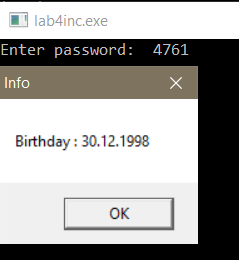 lab4inc.exe
Enter password:  4761
Info
Birthday : 30.12.1998
OK